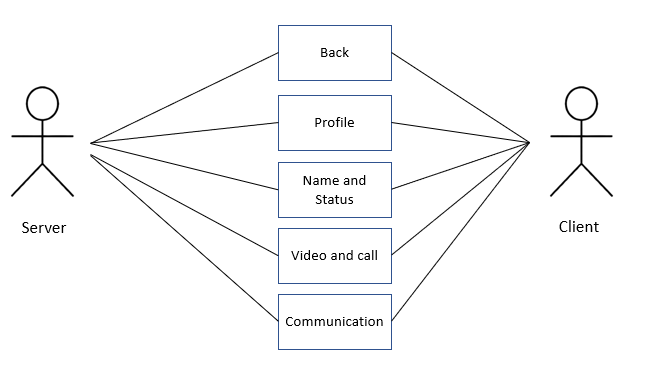 Back
Profile
Name and
Status
Video and call
Communication
Server
Client